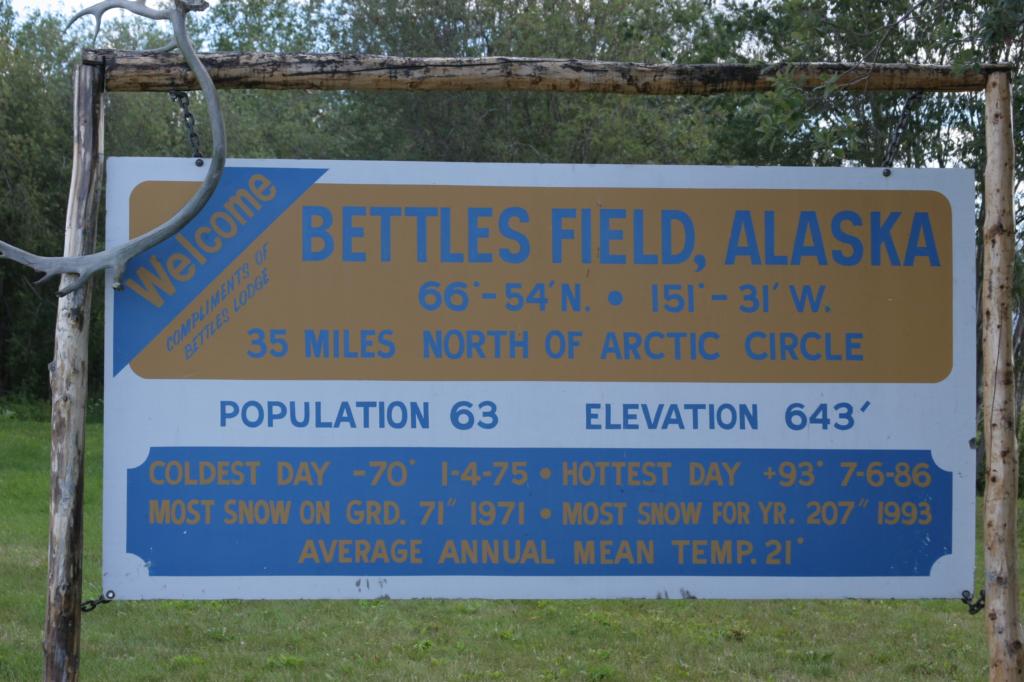 Welcome
COMPLIMENTS OF
BETTLES LODGE
BETTLES FIELD, ALASKA
66°-54'N. • 151°-31'W.
35 MILES NORTH OF ARCTIC CIRCLE
POPULATION 63 ELEVATION 643'
COLDEST DAY -70° 1-4-75 • HOTTEST DAY +93° 7-6-86
MOST SNOW ON GRD. 71" 1971 • MOST SNOW FOR YR. 207" 1993
AVERAGE ANNUAL MEAN TEMP. 21°